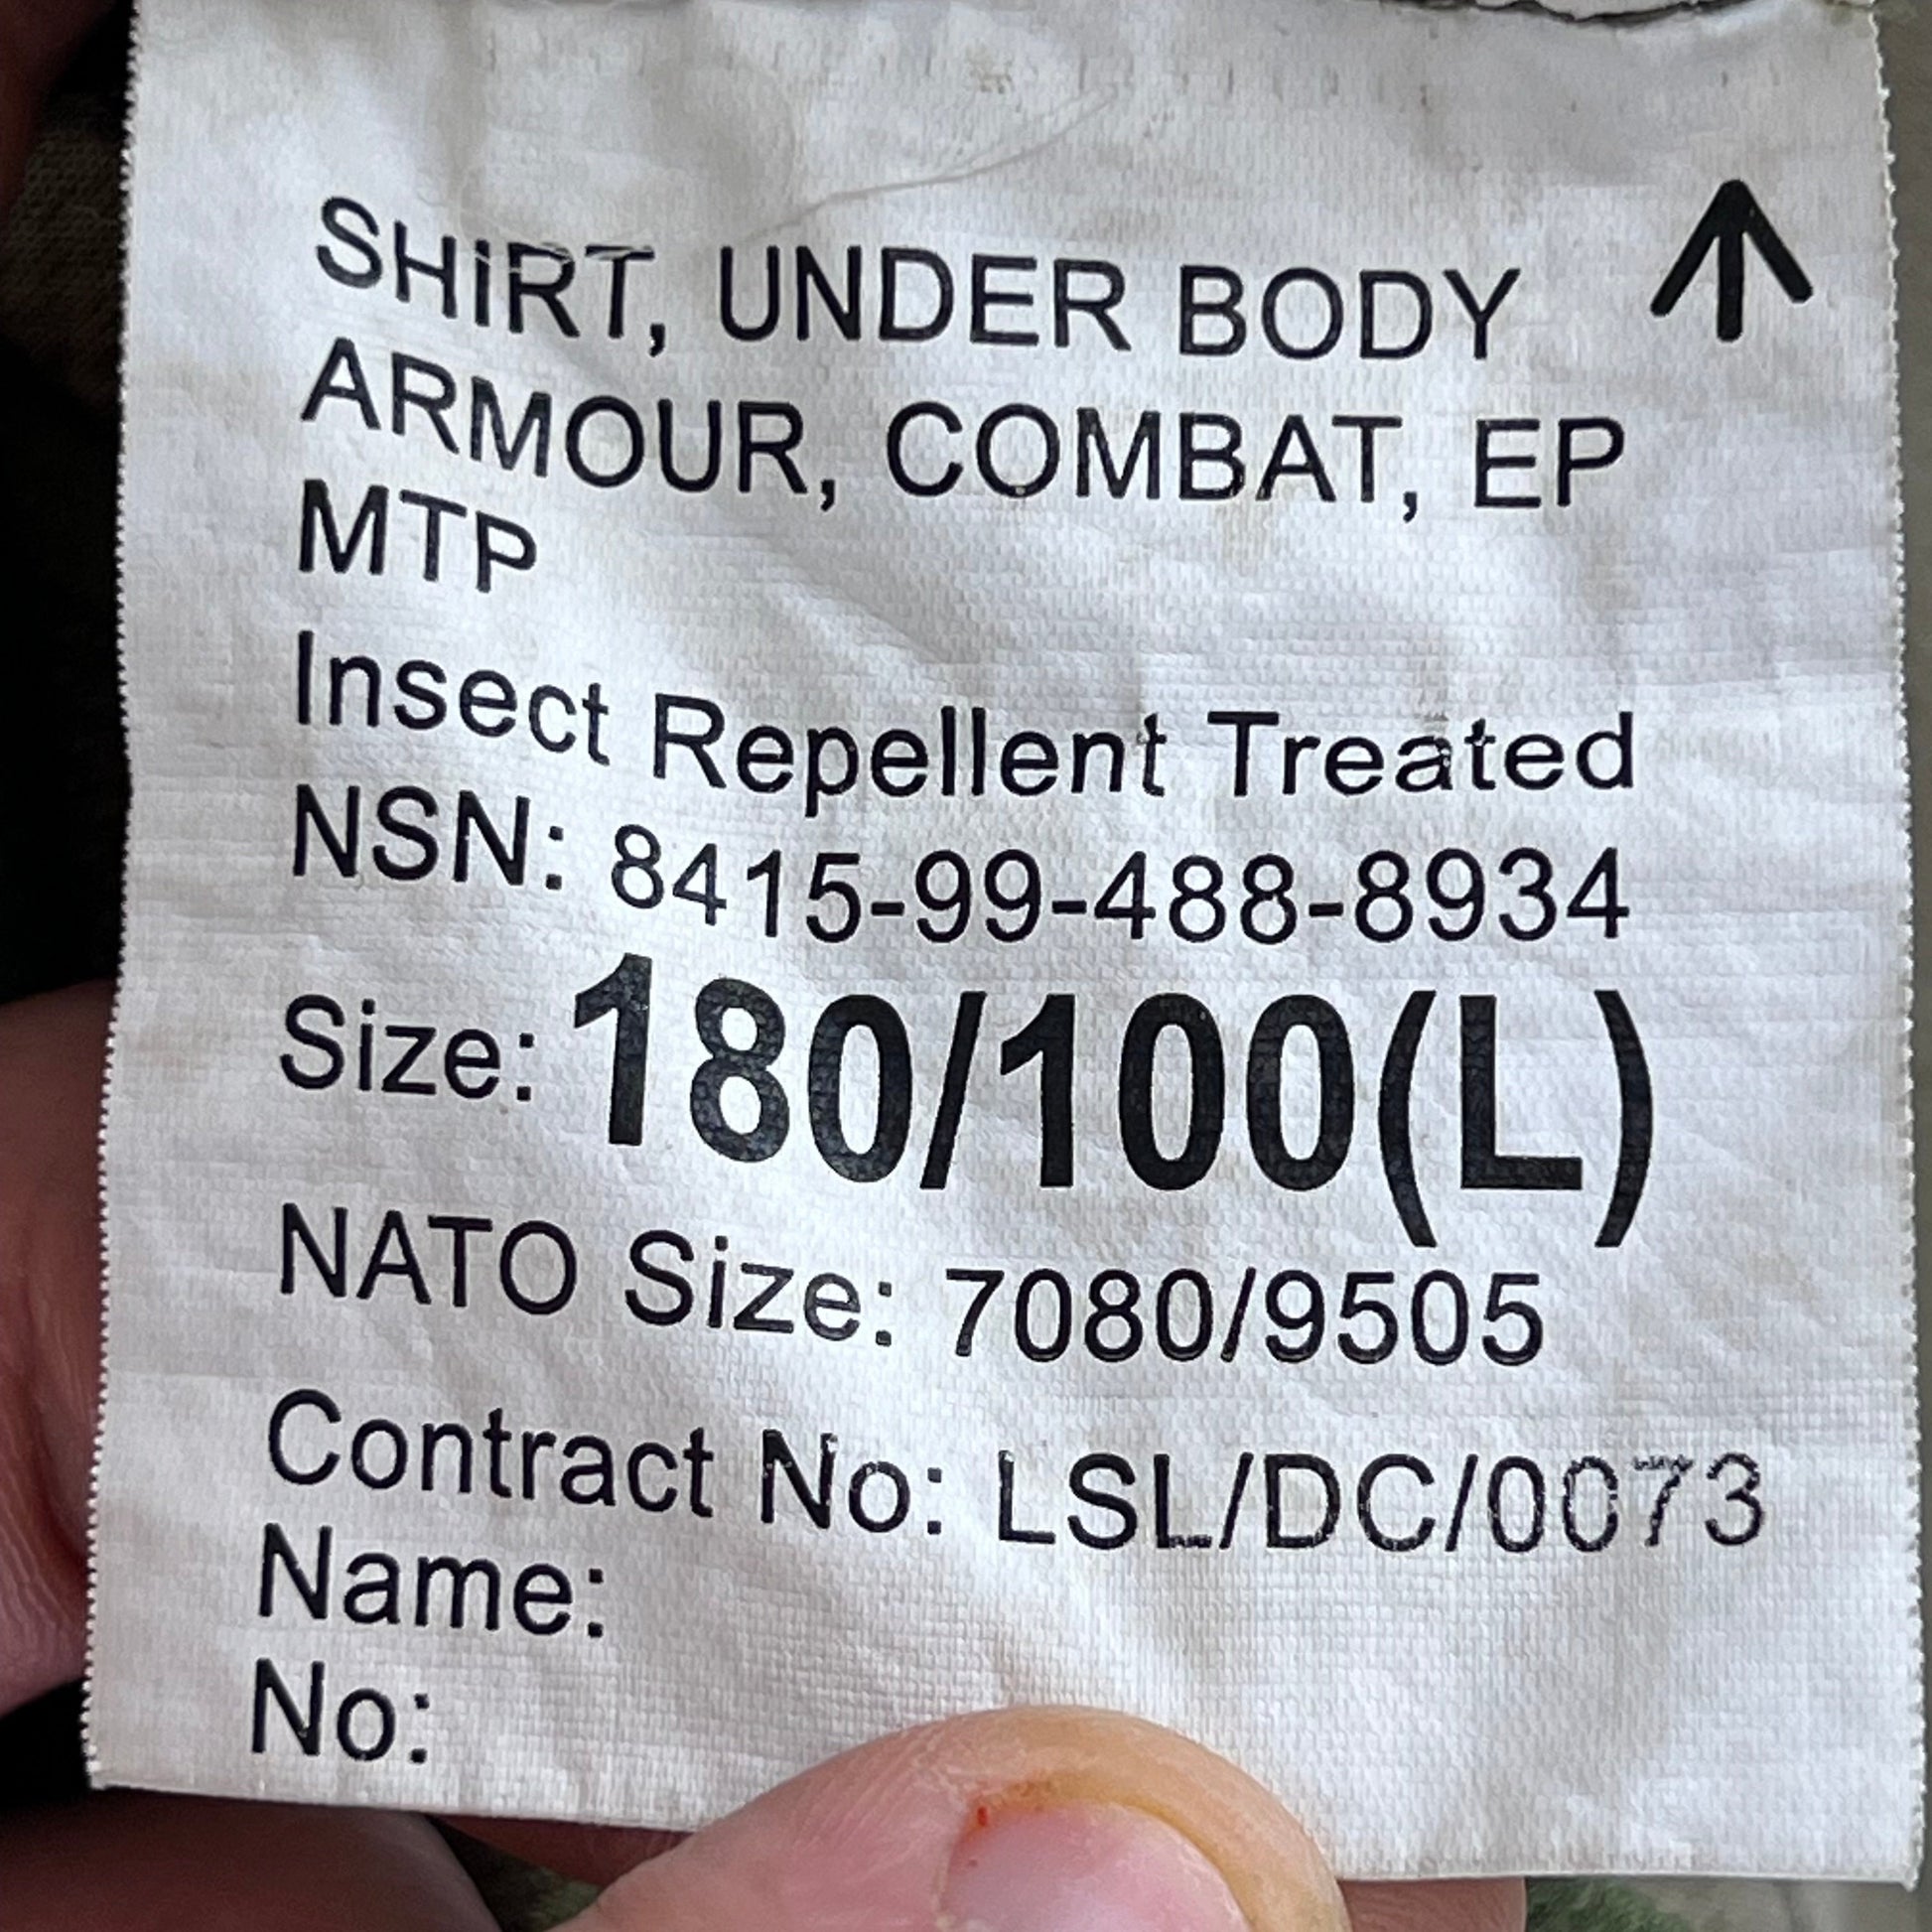 SHiRT, UNDER BODY
ARMOUR, COMBAT, EP
MTP
Insect Repellent Treated
NSN: 8415-99-488-8934
Size: 180/100(L)
NATO Size: 7080/9505
Contract No: LSL/DC/0073
Name:
No: